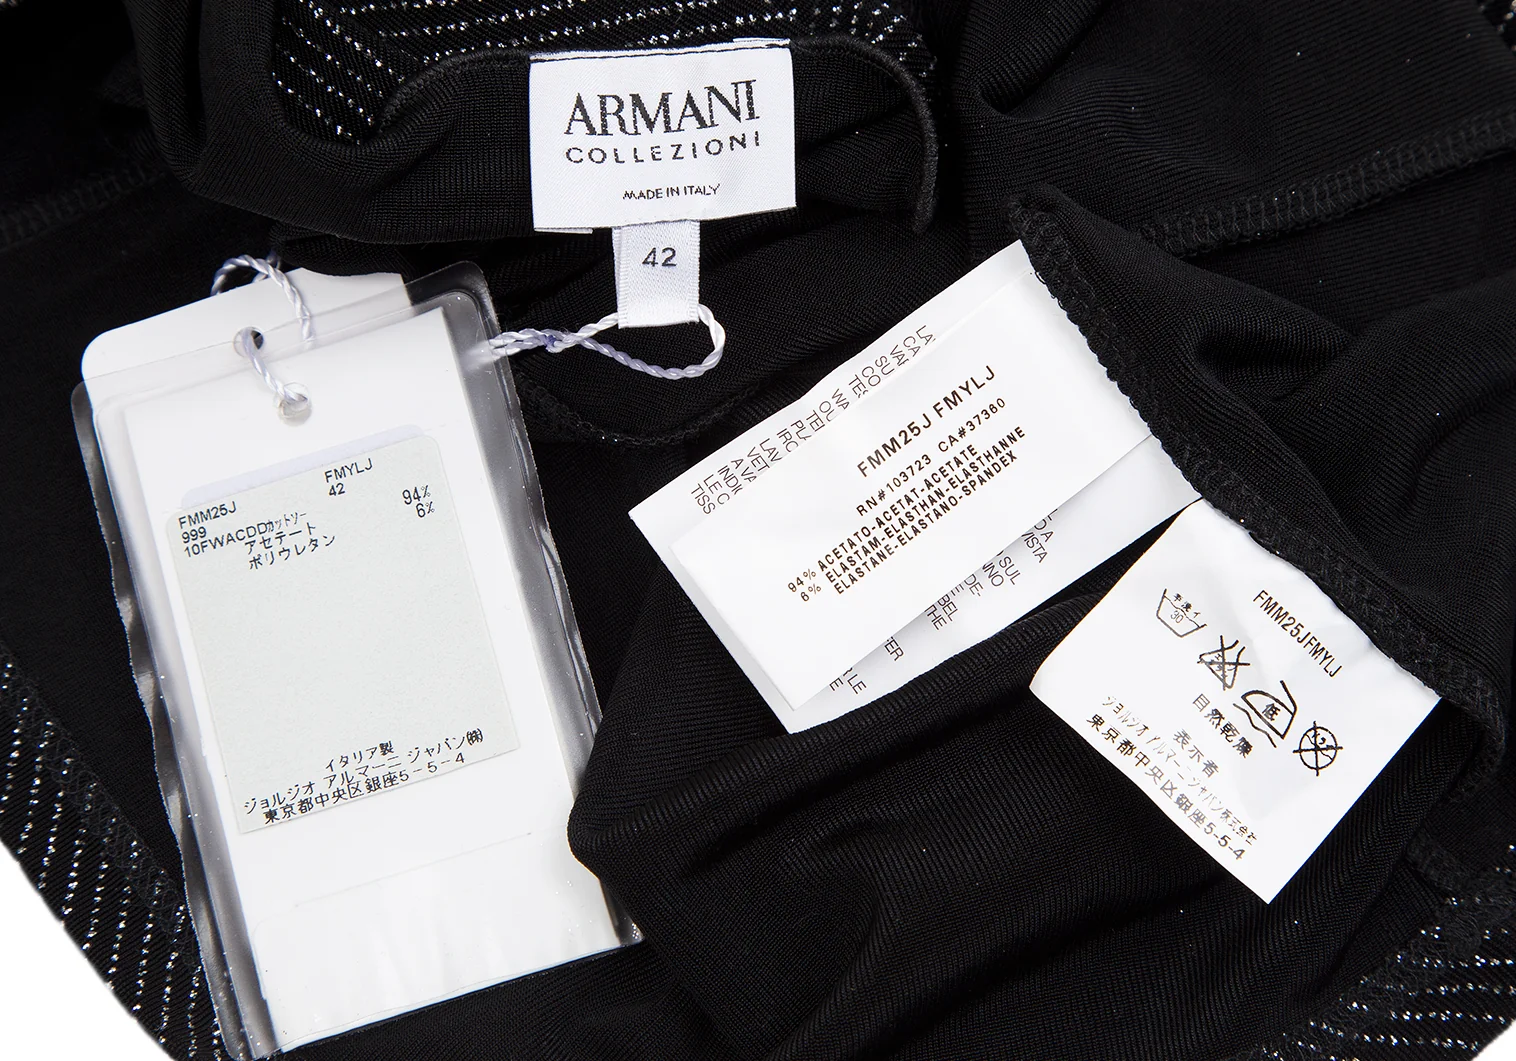 ARMANI
COLLEZIONI
MADE IN ITALY
42
FMM25J FMYLJ
999 42
10FWACDDカットソー
アセテート 94%
ポリウレタン 6%
イタリア製
ジョルジオ アルマーニ ジャパン㈱
東京都中央区銀座5-5-4
FMM25J FMYLJ
RN#103723 CA#37360
94% ACETATO-ACETAT-ACETATE
6% ELASTAM-ELASTHAN-ELASTHANNE
ELASTANE-ELASTANO-SPANDEX
FMM25JFMYLJ
手洗イ
30
低
自然乾燥
表示者
ジョルジオアルマーニジャパン株式会社
東京都中央区銀座5-5-4